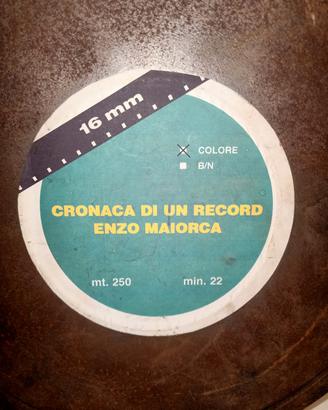 16 mm
COLORE
B/N
CRONACA DI UN RECORD
ENZO MAIORCA
mt. 250 min. 22